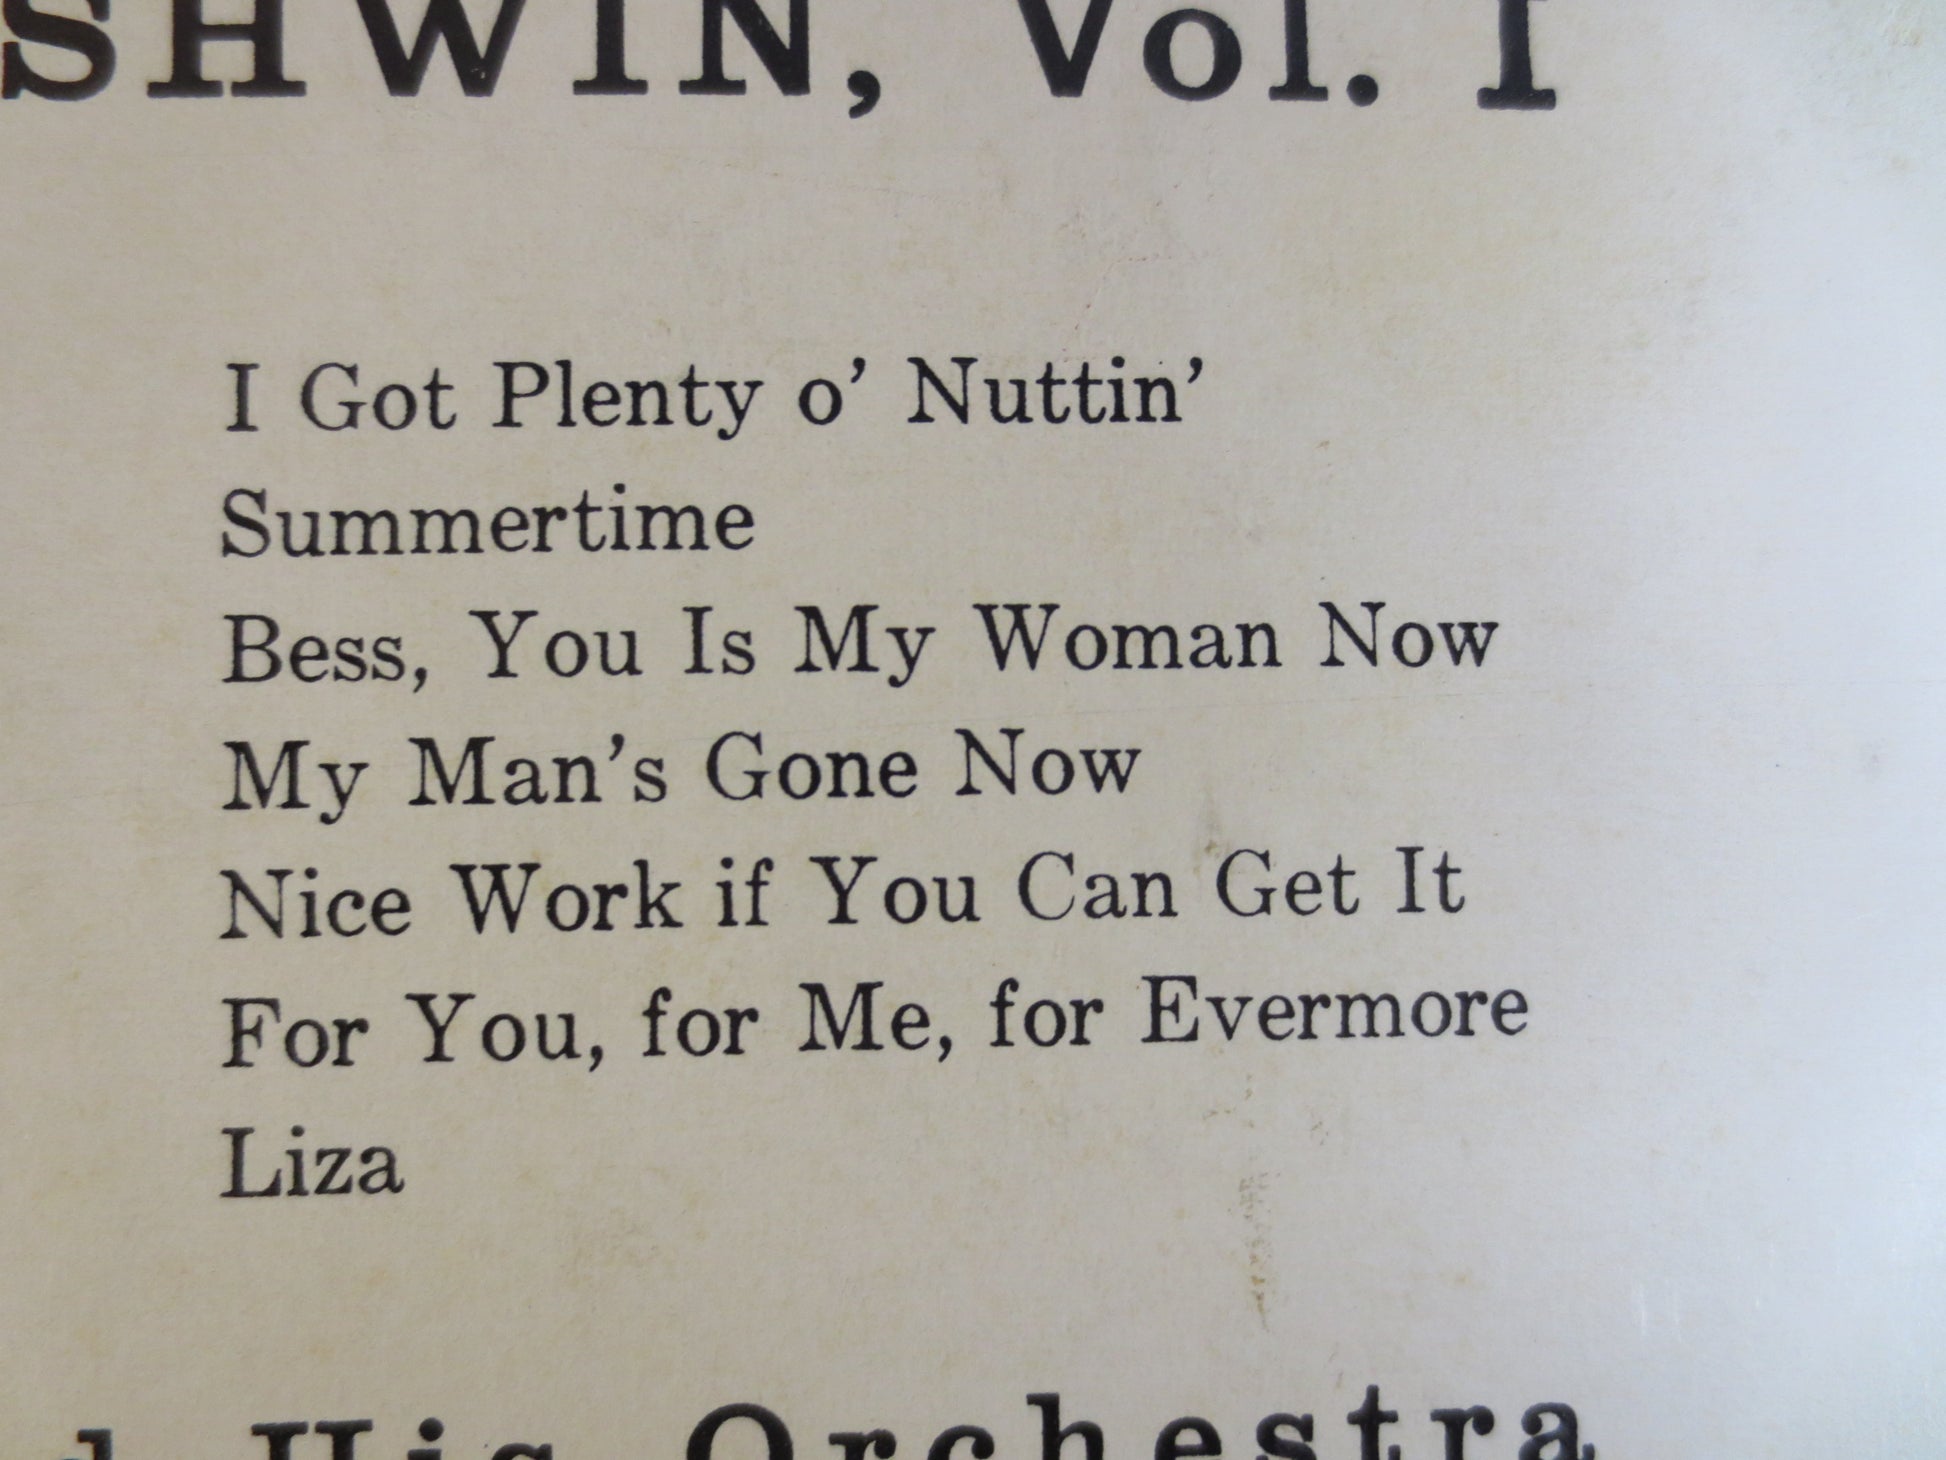 SHWIN, Vol. I
I Got Plenty o' Nuttin'
Summertime
Bess, You Is My Woman Now
My Man's Gone Now
Nice Work if You Can Get It
For You, for Me, for Evermore
Liza
d His Orchestra